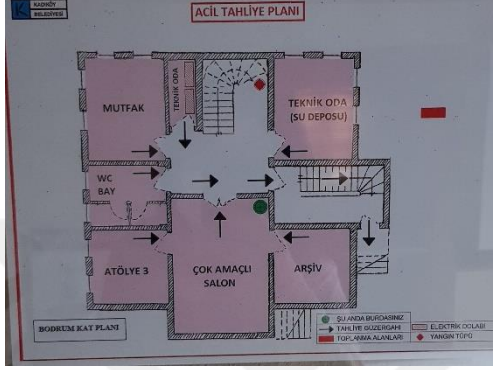 KADIKÖY
BELEDİYESİ
ACİL TAHLİYE PLANI
MUTFAK
TEKNİK ODA
TEKNİK ODA
(SU DEPOSU)
WC
BAY
ATÖLYE 3
ÇOK AMAÇLI
SALON
ARŞİV
BODRUM KAT PLANI
ŞU ANDA BURDASINIZ
TAHLİYE GÜZERGAHI
TOPLANMA ALANLARI
ELEKTRİK DOLABI
YANGIN TÜPÜ